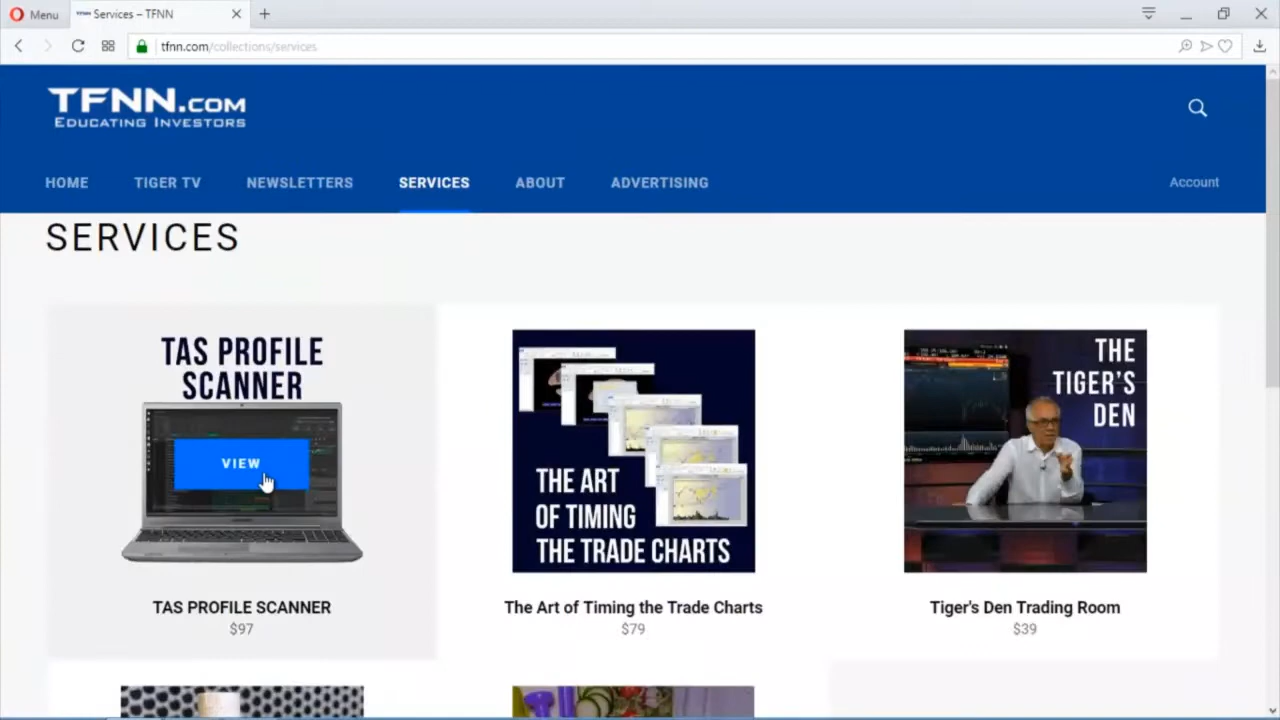 Menu
Services – TFNN
tfnn.com/collections/services
TFNN.COM
EDUCATING INVESTORS
HOME
TIGER TV
NEWSLETTERS
SERVICES
ABOUT
ADVERTISING
Account
SERVICES
TAS PROFILE
SCANNER
VIEW
TAS PROFILE SCANNER
$97
THE ART
OF TIMING
THE TRADE CHARTS
The Art of Timing the Trade Charts
$79
THE
TIGER'S
DEN
Tiger's Den Trading Room
$39